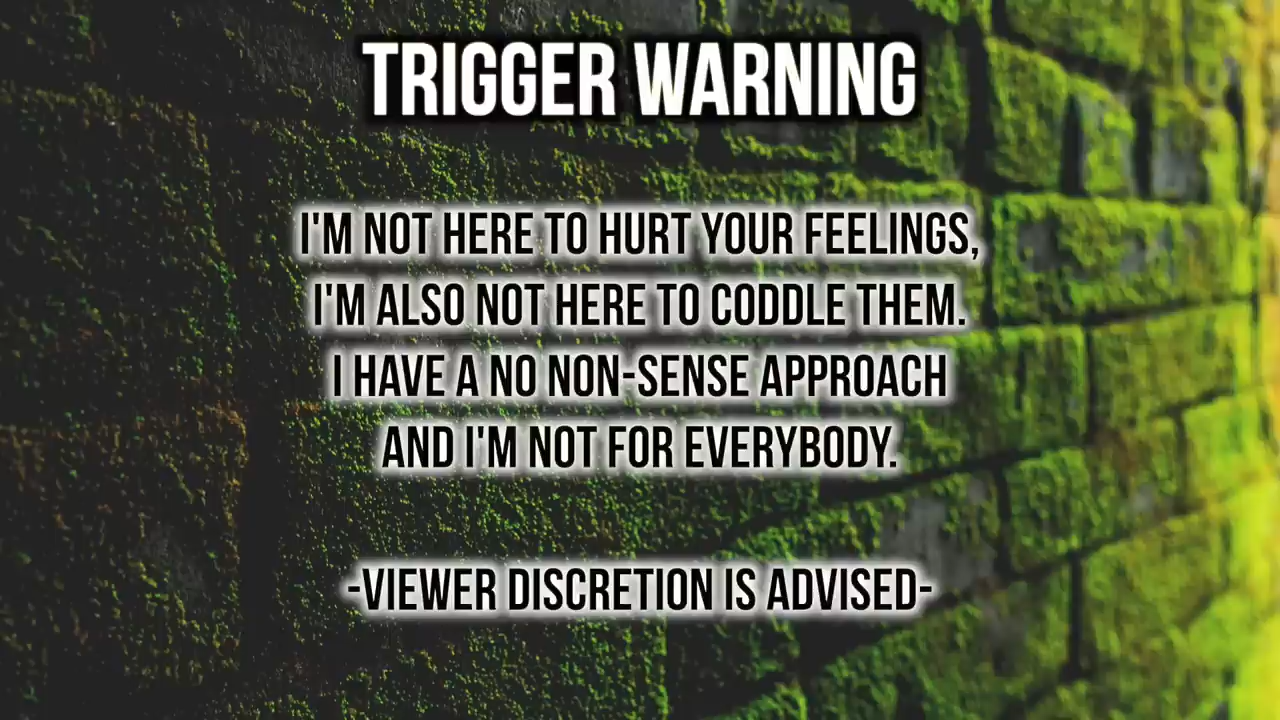 TRIGGER WARNING
I'M NOT HERE TO HURT YOUR FEELINGS,
I'M ALSO NOT HERE TO CODDLE THEM.
I HAVE A NO NON-SENSE APPROACH
AND I'M NOT FOR EVERYBODY.
-VIEWER DISCRETION IS ADVISED-